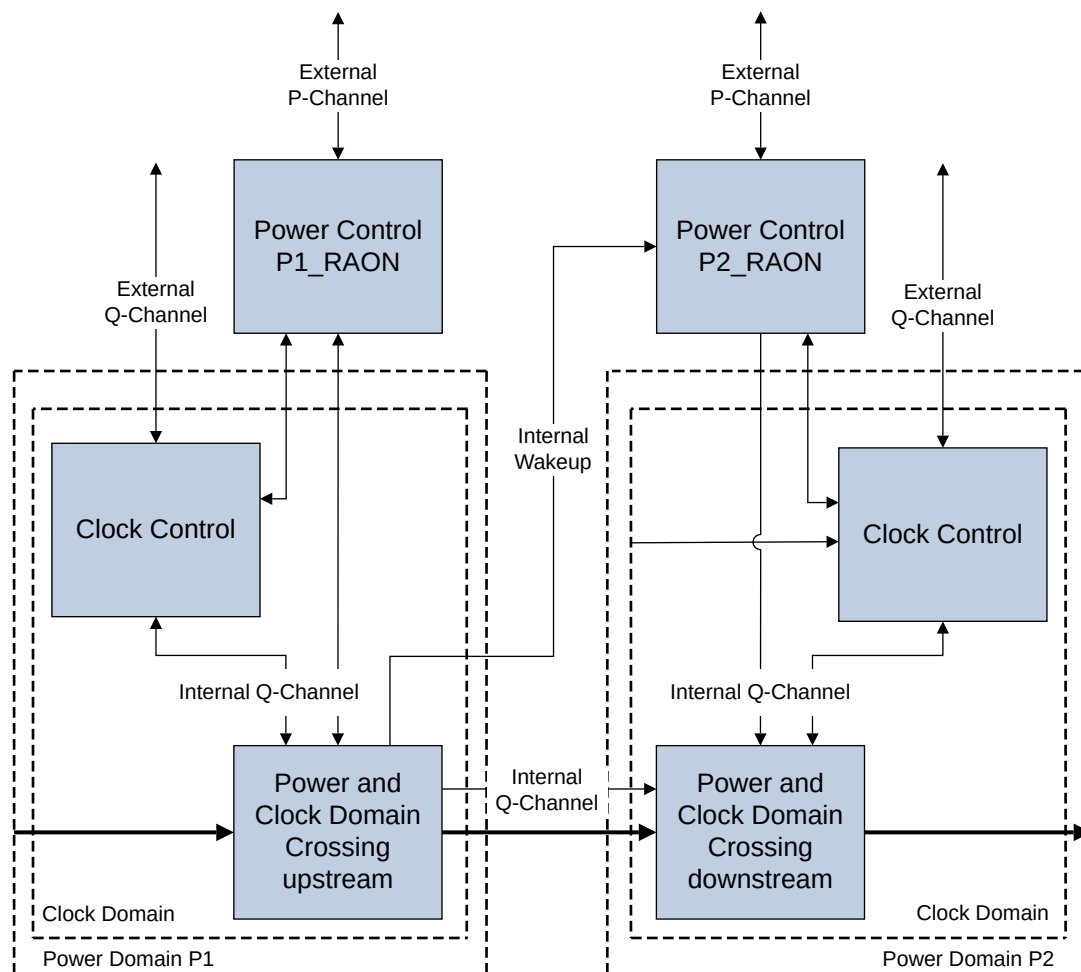 External
P-Channel
External
P-Channel
Power Control
P1_RAON
Power Control
P2_RAON
External
Q-Channel
External
Q-Channel
Internal
Wakeup
Clock Control
Clock Control
Internal Q-Channel
Internal Q-Channel
Power and
Clock Domain
Crossing
upstream
Internal
Q-Channel
Power and
Clock Domain
Crossing
downstream
Clock Domain
Clock Domain
Power Domain P1
Power Domain P2